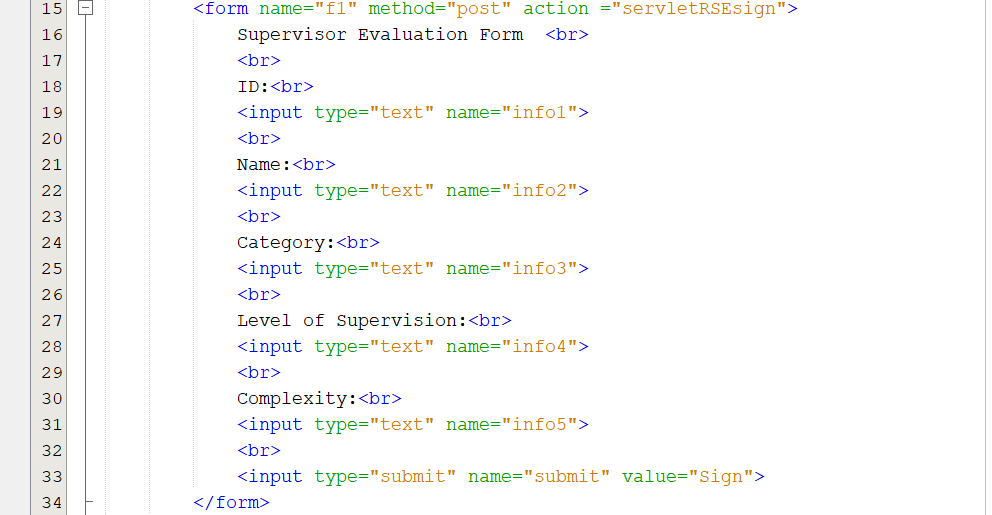 15 <form name="f1" method="post" action ="servletRSEsign">
16 Supervisor Evaluation Form  <br>
17 <br>
18 ID:<br>
19 <input type="text" name="info1">
20 <br>
21 Name:<br>
22 <input type="text" name="info2">
23 <br>
24 Category:<br>
25 <input type="text" name="info3">
26 <br>
27 Level of Supervision:<br>
28 <input type="text" name="info4">
29 <br>
30 Complexity:<br>
31 <input type="text" name="info5">
32 <br>
33 <input type="submit" name="submit" value="Sign">
34 </form>